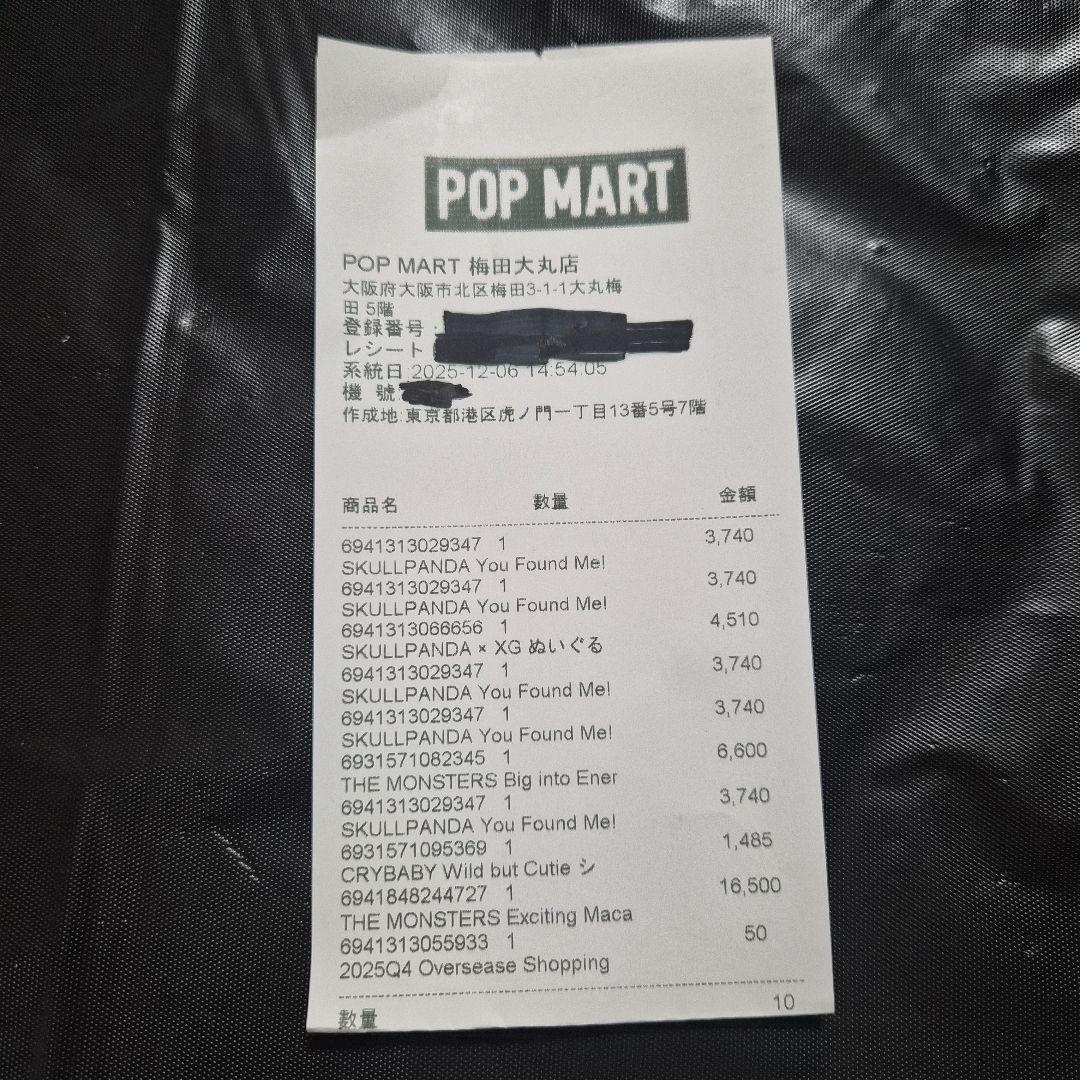 POP MART
POP MART 梅田大丸店
大阪府大阪市北区梅田3-1-1大丸梅
田 5階
登録番号:
レシート
系統日:2025-12-06 14:54:05
機 號
作成地:東京都港区虎ノ門一丁目13番5号7階
商品名 数量 金額
6941313029347 1 3,740
SKULLPANDA You Found Me!
6941313029347 1 3,740
SKULLPANDA You Found Me!
6941313066656 1 4,510
SKULLPANDA × XG ぬいぐる
6941313029347 1 3,740
SKULLPANDA You Found Me!
6941313029347 1 3,740
SKULLPANDA You Found Me!
6931571082345 1 6,600
THE MONSTERS Big into Ener
6941313029347 1 3,740
SKULLPANDA You Found Me!
6931571095369 1 1,485
CRYBABY Wild but Cutie シ
6941848244727 1 16,500
THE MONSTERS Exciting Maca
6941313055933 1 50
2025Q4 Oversease Shopping
数量 10